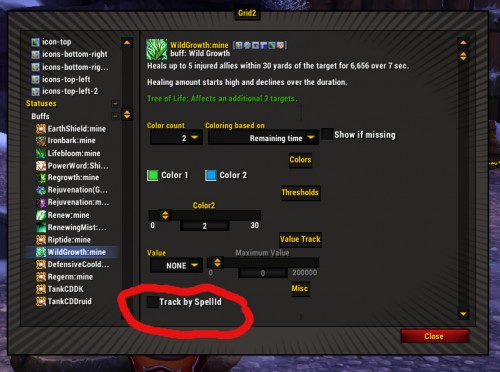 Grid2
icon-top
icons-bottom-right
icons-bottom-rig...
icons-top-left
icons-top-left-2
Statuses
Buffs
EarthShield:mine
Ironbark:mine
Lifebloom:mine
PowerWord:Shi...
Regrowth:mine
Rejuvenation(G...
Rejuvenation:m...
Renew:mine
RenewingMist:...
Riptide:mine
WildGrowth:mine
DefensiveCoold...
Regerm:mine
TankCDDK
TankCDDruid
WildGrowth:mine
buff: Wild Growth
Heals up to 5 injured allies within 30 yards of the target for 6,656 over 7 sec.
Healing amount starts high and declines over the duration.
Tree of Life: Affects an additional 2 targets.
Color count
Coloring based on
2
Remaining time
Show if missing
Colors
Color 1
Color 2
Thresholds
Color2
0
2
30
Value Track
Value
Maximum Value
NONE
0
0
200000
Misc
Track by SpellId
Close